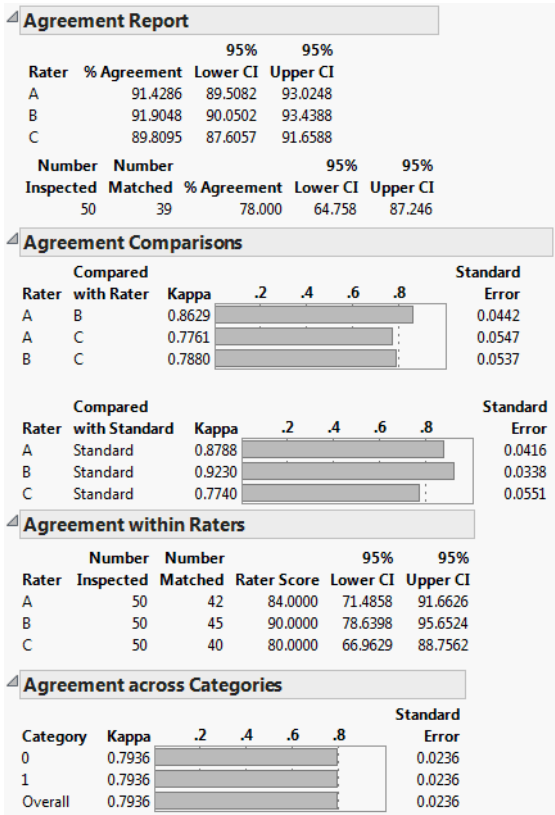 Agreement Report
95% 95%
Rater % Agreement Lower CI Upper CI
A 91.4286 89.5082 93.0248
B 91.9048 90.0502 93.4388
C 89.8095 87.6057 91.6588
Number Number 95% 95%
Inspected Matched % Agreement Lower CI Upper CI
50 39 78.000 64.758 87.246
Agreement Comparisons
Compared Standard
Rater with Rater Kappa .2 .4 .6 .8 Error
A B 0.8629 0.0442
A C 0.7761 0.0547
B C 0.7880 0.0537
Compared Standard
Rater with Standard Kappa .2 .4 .6 .8 Error
A Standard 0.8788 0.0416
B Standard 0.9230 0.0338
C Standard 0.7740 0.0551
Agreement within Raters
Number Number 95% 95%
Rater Inspected Matched Rater Score Lower CI Upper CI
A 50 42 84.0000 71.4858 91.6626
B 50 45 90.0000 78.6398 95.6524
C 50 40 80.0000 66.9629 88.7562
Agreement across Categories
Standard
Category Kappa .2 .4 .6 .8 Error
0 0.7936 0.0236
1 0.7936 0.0236
Overall 0.7936 0.0236